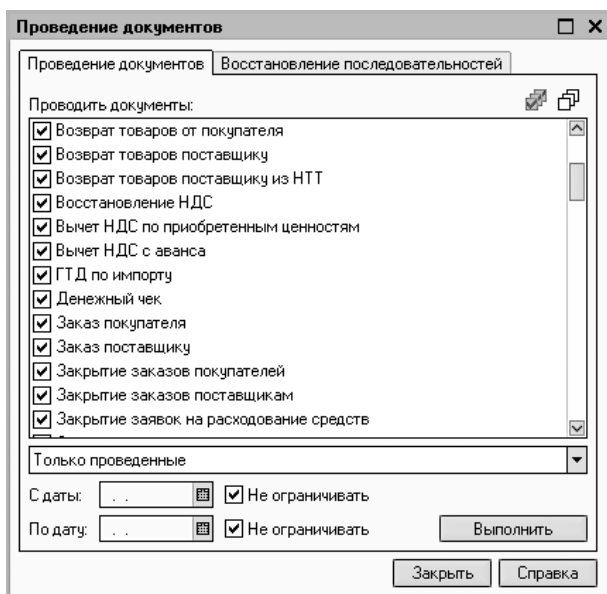 Проведение документов
Проведение документов Восстановление последовательностей
Проводить документы:
Возврат товаров от покупателя
Возврат товаров поставщику
Возврат товаров поставщику из НТТ
Восстановление НДС
Вычет НДС по приобретенным ценностям
Вычет НДС с аванса
ГТД по импорту
Денежный чек
Заказ покупателя
Заказ поставщику
Закрытие заказов покупателей
Закрытие заказов поставщикам
Закрытие заявок на расходование средств
Только проведенные
С даты: . . Не ограничивать
По дату: . . Не ограничивать Выполнить
Закрыть Справка